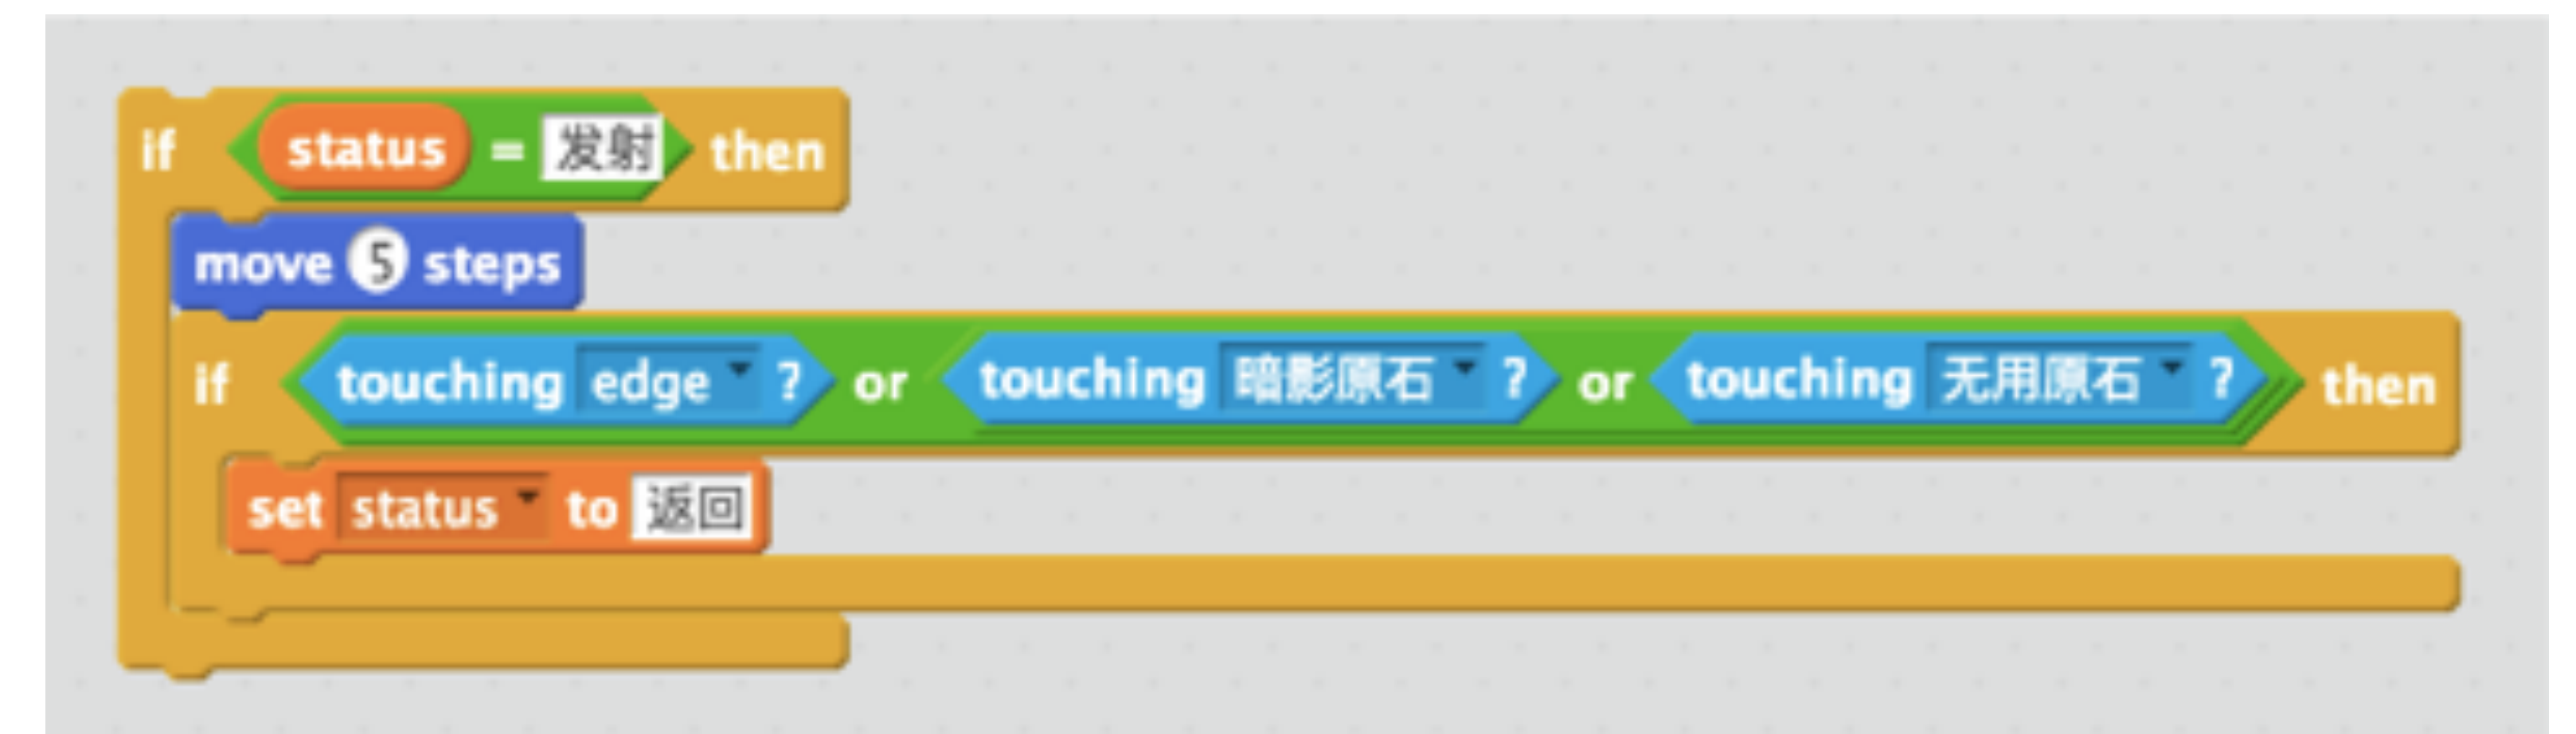 if status = 发射 then
move 5 steps
if touching edge ? or touching 暗影原石 ? or touching 无用原石 ? then
set status to 返回